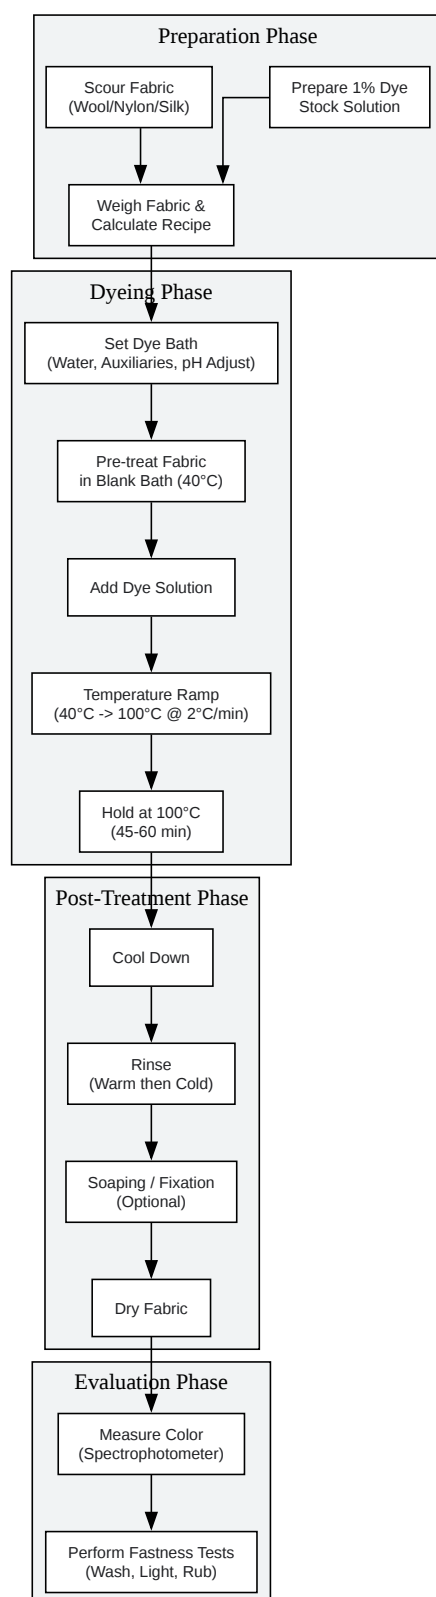 Preparation Phase
Scour Fabric
(Wool/Nylon/Silk)
Prepare 1% Dye
Stock Solution
Weigh Fabric &
Calculate Recipe
Dyeing Phase
Set Dye Bath
(Water, Auxiliaries, pH Adjust)
Pre-treat Fabric
in Blank Bath (40°C)
Add Dye Solution
Temperature Ramp
(40°C -> 100°C @ 2°C/min)
Hold at 100°C
(45-60 min)
Post-Treatment Phase
Cool Down
Rinse
(Warm then Cold)
Soaping / Fixation
(Optional)
Dry Fabric
Evaluation Phase
Measure Color
(Spectrophotometer)
Perform Fastness Tests
(Wash, Light, Rub)